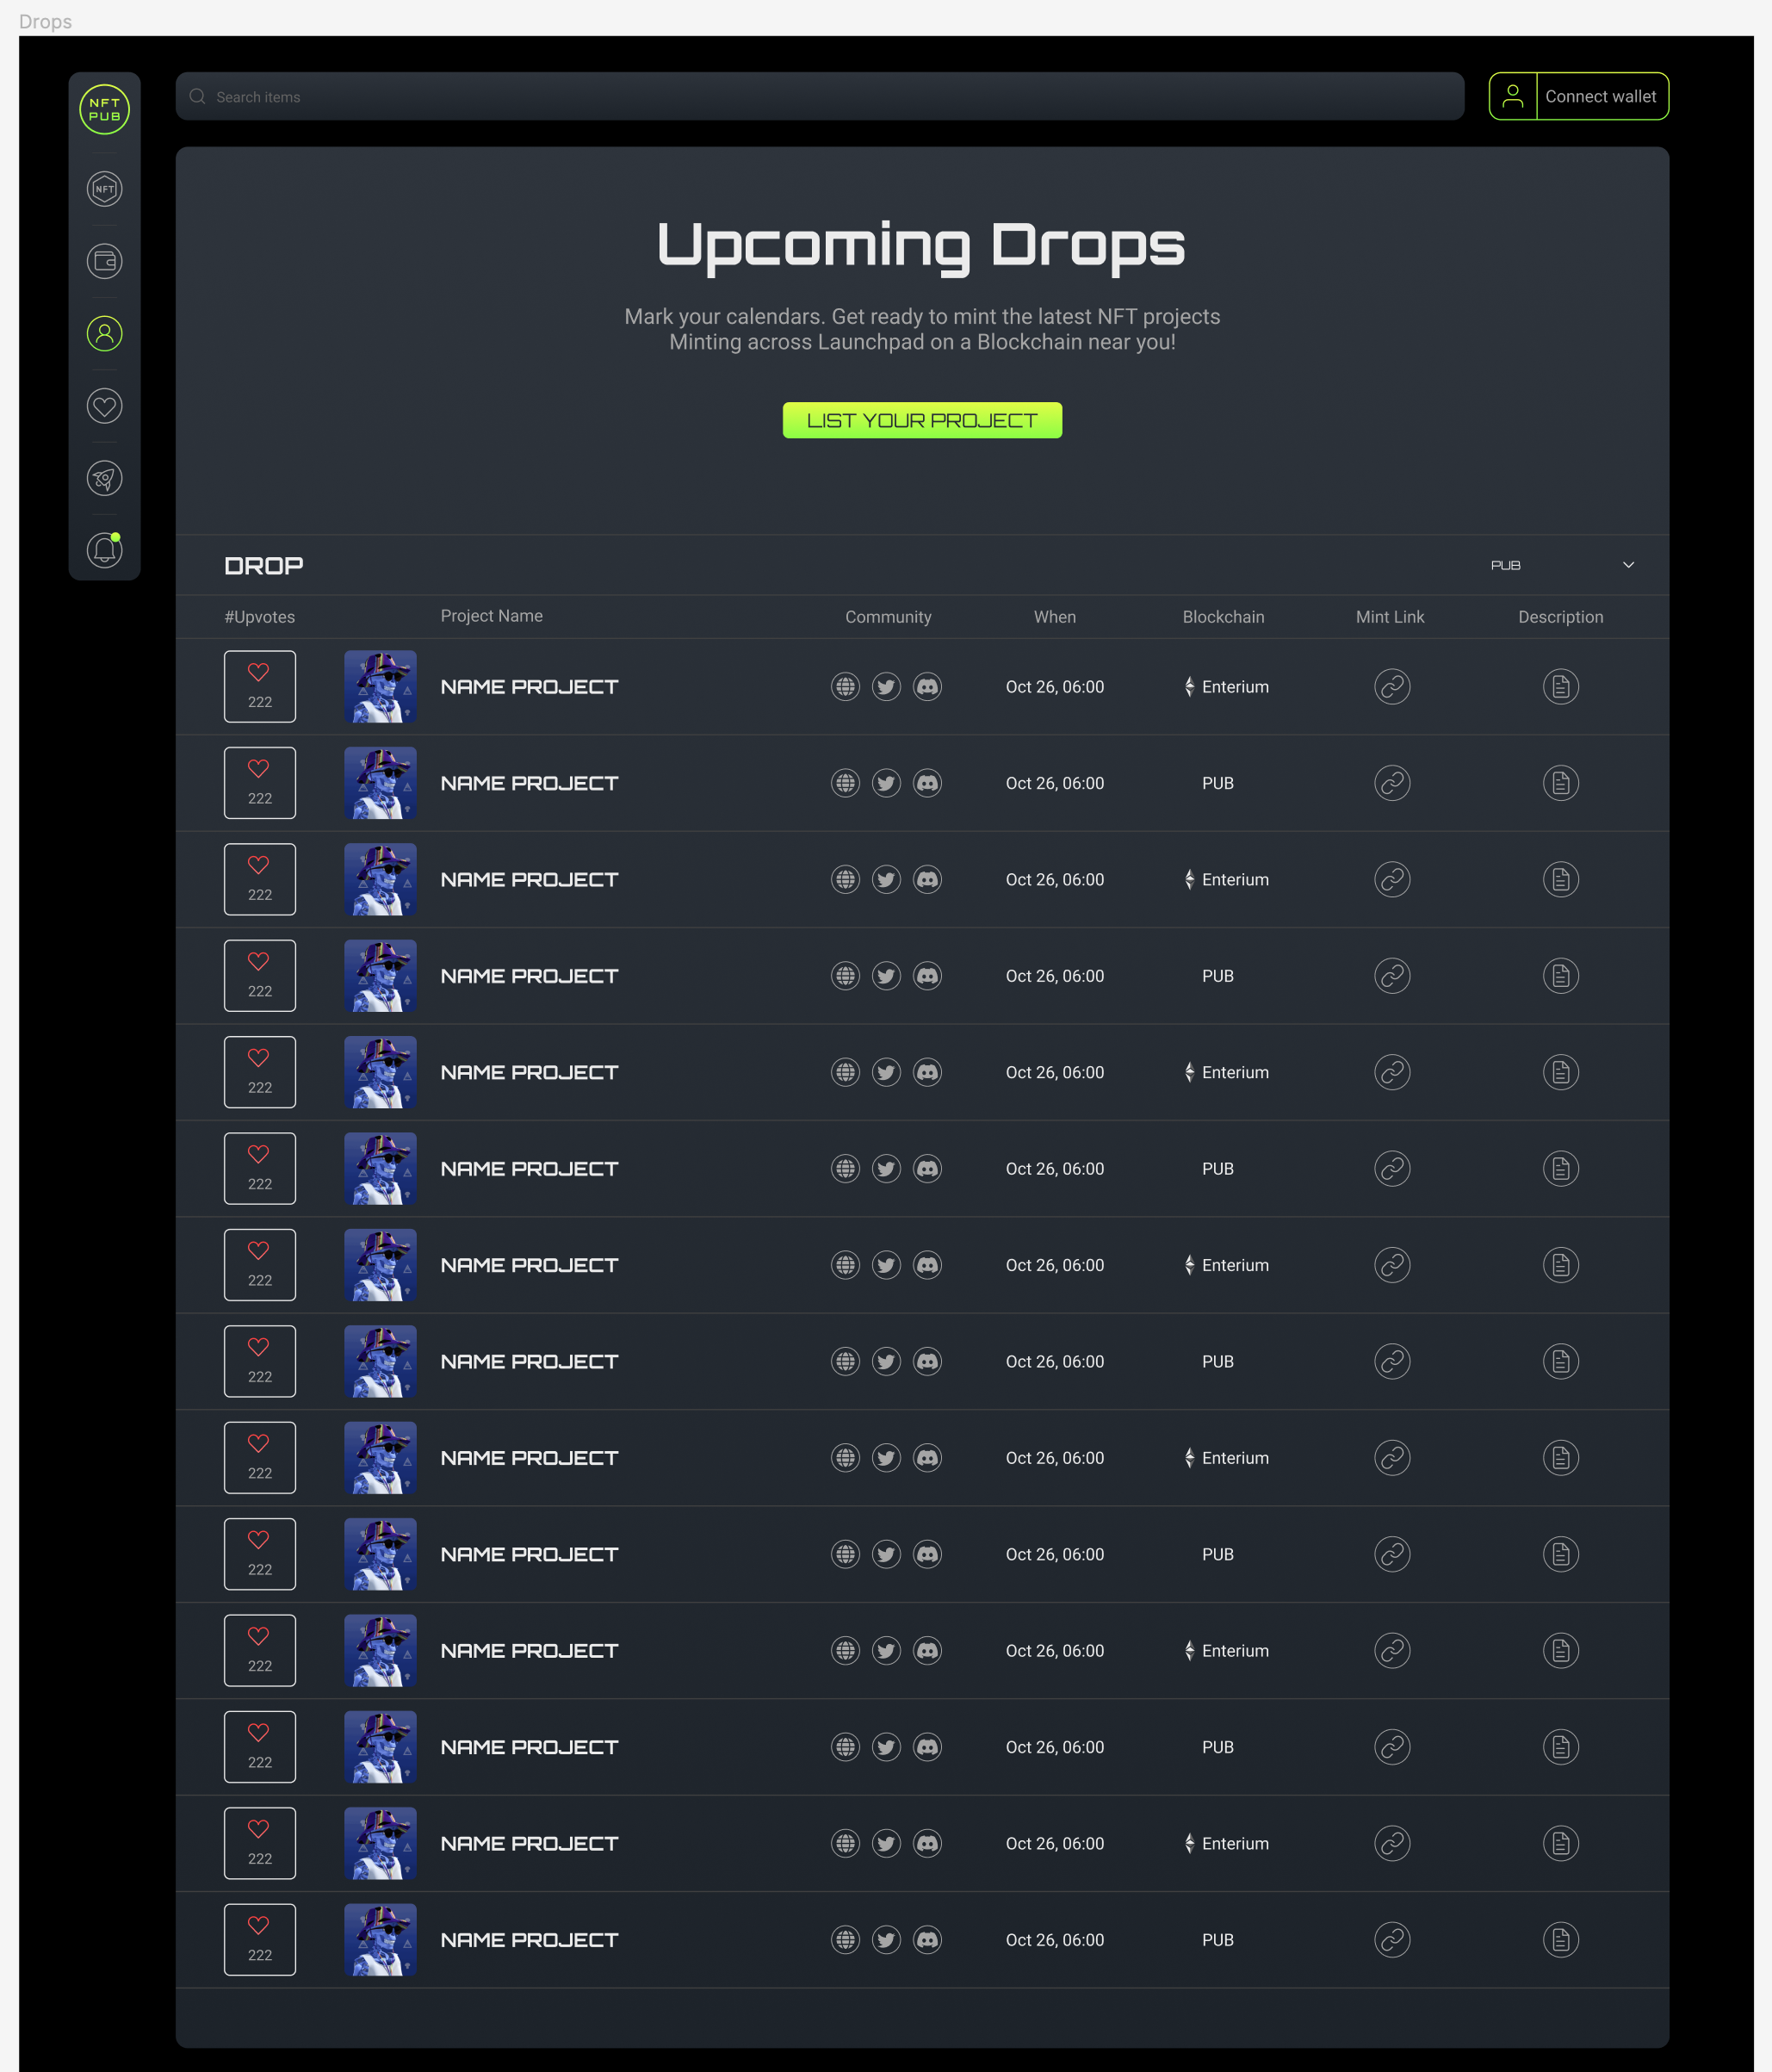 Drops
NFT
PUB
Search items
Connect wallet
NFT
Upcoming Drops
Mark your calendars. Get ready to mint the latest NFT projects
Minting across Launchpad on a Blockchain near you!
LIST YOUR PROJECT
DROP PUB
#Upvotes Project Name Community When Blockchain Mint Link Description
222 NAME PROJECT Oct 26, 06:00 Enterium
222 NAME PROJECT Oct 26, 06:00 PUB
222 NAME PROJECT Oct 26, 06:00 Enterium
222 NAME PROJECT Oct 26, 06:00 PUB
222 NAME PROJECT Oct 26, 06:00 Enterium
222 NAME PROJECT Oct 26, 06:00 PUB
222 NAME PROJECT Oct 26, 06:00 Enterium
222 NAME PROJECT Oct 26, 06:00 PUB
222 NAME PROJECT Oct 26, 06:00 Enterium
222 NAME PROJECT Oct 26, 06:00 PUB
222 NAME PROJECT Oct 26, 06:00 Enterium
222 NAME PROJECT Oct 26, 06:00 PUB
222 NAME PROJECT Oct 26, 06:00 Enterium
222 NAME PROJECT Oct 26, 06:00 PUB